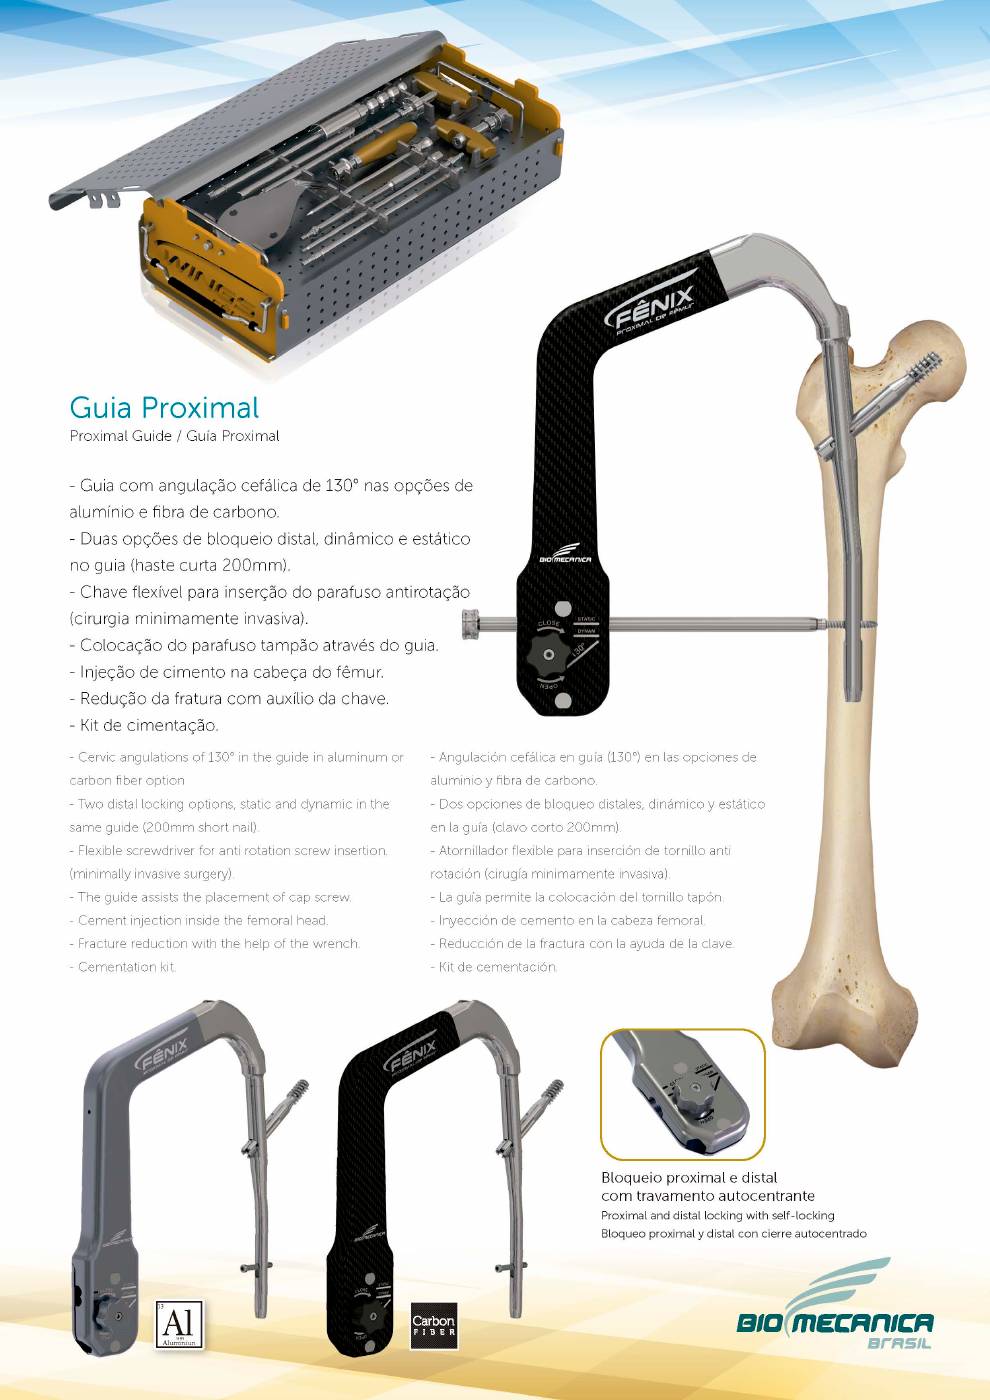 WINGS
FÊNIX
PROXIMAL DE FÊMUR
Guia Proximal
Proximal Guide / Guía Proximal
- Guia com angulação cefálica de 130° nas opções de
alumínio e fibra de carbono.
- Duas opções de bloqueio distal, dinâmico e estático
no guia (haste curta 200mm).
- Chave flexível para inserção do parafuso antirotação
(cirurgia minimamente invasiva).
- Colocação do parafuso tampão através do guia.
- Injeção de cimento na cabeça do fêmur.
- Redução da fratura com auxílio da chave.
- Kit de cimentação.
BIOMECANICA
CLOSE
STATIC
DYNAM
130°
OPEN
- Cervic angulations of 130° in the guide in aluminum or
carbon fiber option
- Two distal locking options, static and dynamic in the
same guide (200mm short nail).
- Flexible screwdriver for anti rotation screw insertion.
(minimally invasive surgery).
- The guide assists the placement of cap screw.
- Cement injection inside the femoral head.
- Fracture reduction with the help of the wrench.
- Cementation kit.
- Angulación cefálica en guía (130°) en las opciones de
aluminio y fibra de carbono.
- Dos opciones de bloqueo distales, dinámico y estático
en la guía (clavo corto 200mm).
- Atornillador flexible para inserción de tornillo anti
rotación (cirugía minimamente invasiva).
- La guía permite la colocación del tornillo tapón.
- Inyección de cemento en la cabeza femoral.
- Reducción de la fractura con la ayuda de la clave.
- Kit de cementación.
FÊNIX
FÊNIX
BIOMECANICA
BIOMECANICA
13
Al
Aluminiun
Carbon
FIBER
Bloqueio proximal e distal
com travamento autocentrante
Proximal and distal locking with self-locking
Bloqueo proximal y distal con cierre autocentrado
BIOMECANICA
BRASIL